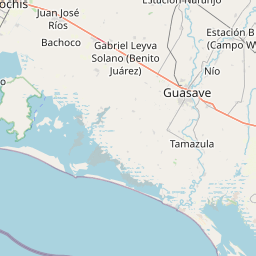 ochis
Estación Naranjo
Juan José
Ríos
Estación B
(Campo W
Bachoco
Gabriel Leyva
Solano (Benito
Juárez)
Nío
Guasave
Tamazula